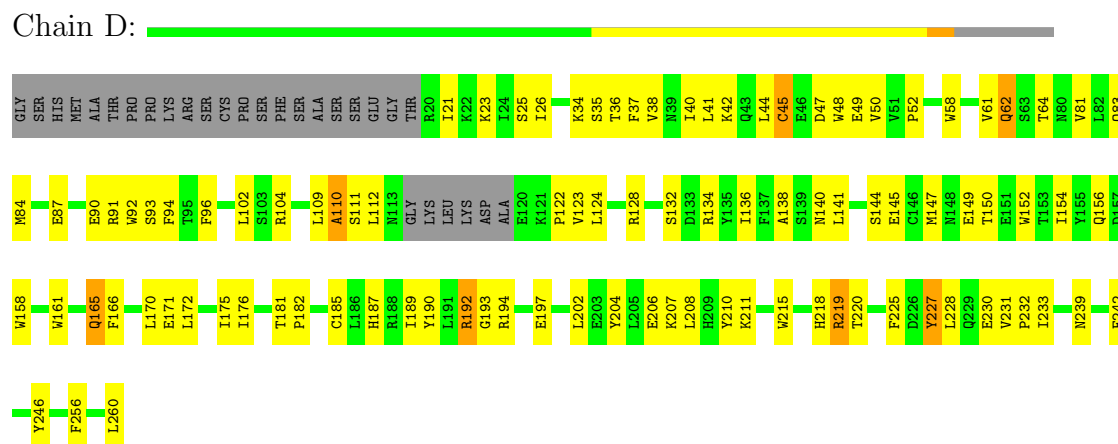 Chain D:
GLY SER HIS MET ALA THR PRO PRO LYS ARG SER CYS PRO SER SER PHE SER ALA SER SER GLU GLY THR R20 I21 K22 K23 I24 S25 I26 K34 S35 T36 F37 V38 N39 I40 L41 K42 Q43 L44 C45 E46 D47 W48 E49 V50 V51 P52 W58 V61 Q62 S63 T64 N80 V81 L82
M84 E87 E90 R91 W92 S93 F94 T95 F96 L102 S103 R104 L109 A110 S111 L112 N113 GLY LYS LEU LYS ASP ALA E120 K121 P122 V123 L124 R128 S132 D133 R134 Y135 I136 F137 A138 S139 N140 L141 S144 E145 C146 M147 N148 E149 T150 E151 W152 T153 I154 Y155 Q156
W158 W161 Q165 F166 L170 E171 L172 I175 I176 T181 P182 C185 L186 H187 R188 I189 Y190 L191 R192 G193 R194 E197 L202 E203 Y204 L205 E206 K207 L208 H209 Y210 K211 W215 H218 R219 T220 F225 D226 Y227 L228 Q229 E230 V231 P232 I233 N239
Y246 F256 L260